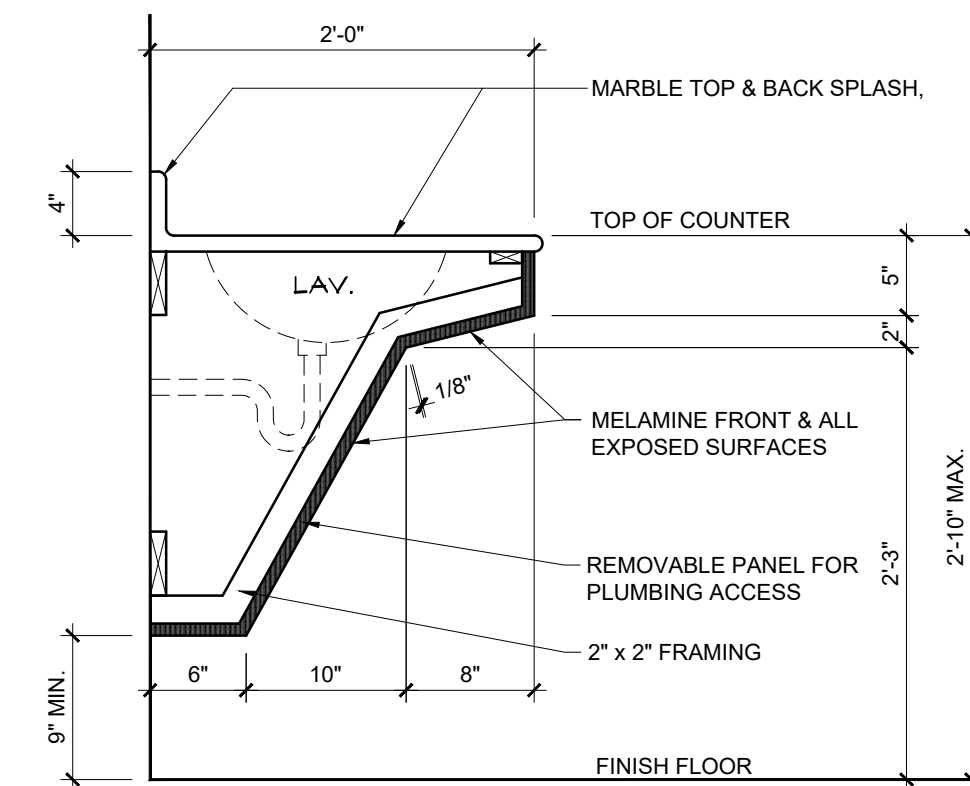 2'-0"
MARBLE TOP & BACK SPLASH,
4"
TOP OF COUNTER
5"
LAV.
2"
1/8"
MELAMINE FRONT & ALL
EXPOSED SURFACES
2'-10" MAX.
2'-3"
REMOVABLE PANEL FOR
PLUMBING ACCESS
2" x 2" FRAMING
6"
10"
8"
9" MIN.
FINISH FLOOR